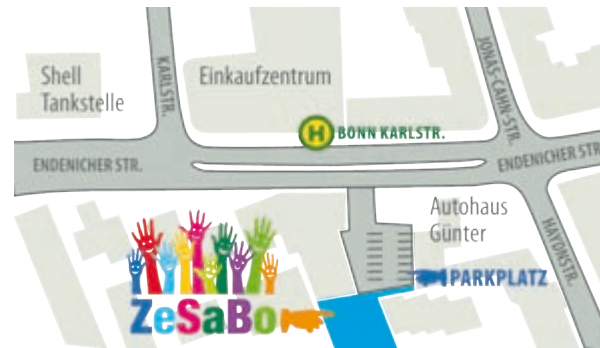 Shell
Tankstelle
KARLSTR.
Einkaufzentrum
JONAS-CAHN-STR.
H
BONN KARLSTR.
ENDENICHER STR.
ENDENICHER STR
Autohaus
Günter
HAYDNSTR.
PARKPLATZ
ZeSaBo